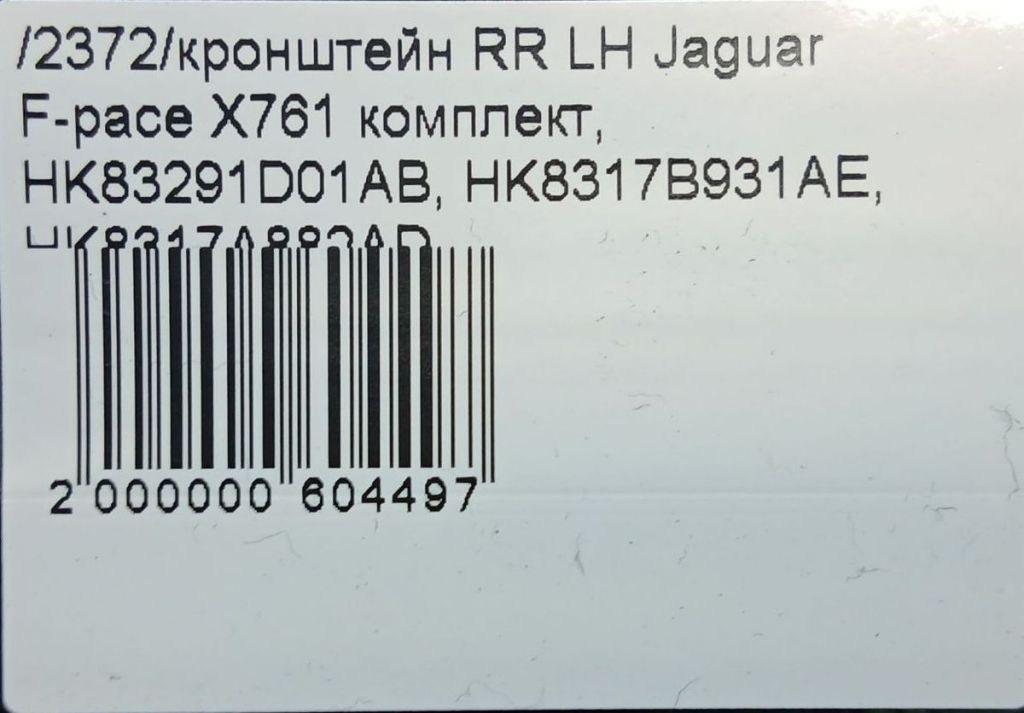 /2372/кронштейн RR LH Jaguar
F-pace X761 комплект,
HK83291D01AB, HK8317B931AE,
2 000000 604497